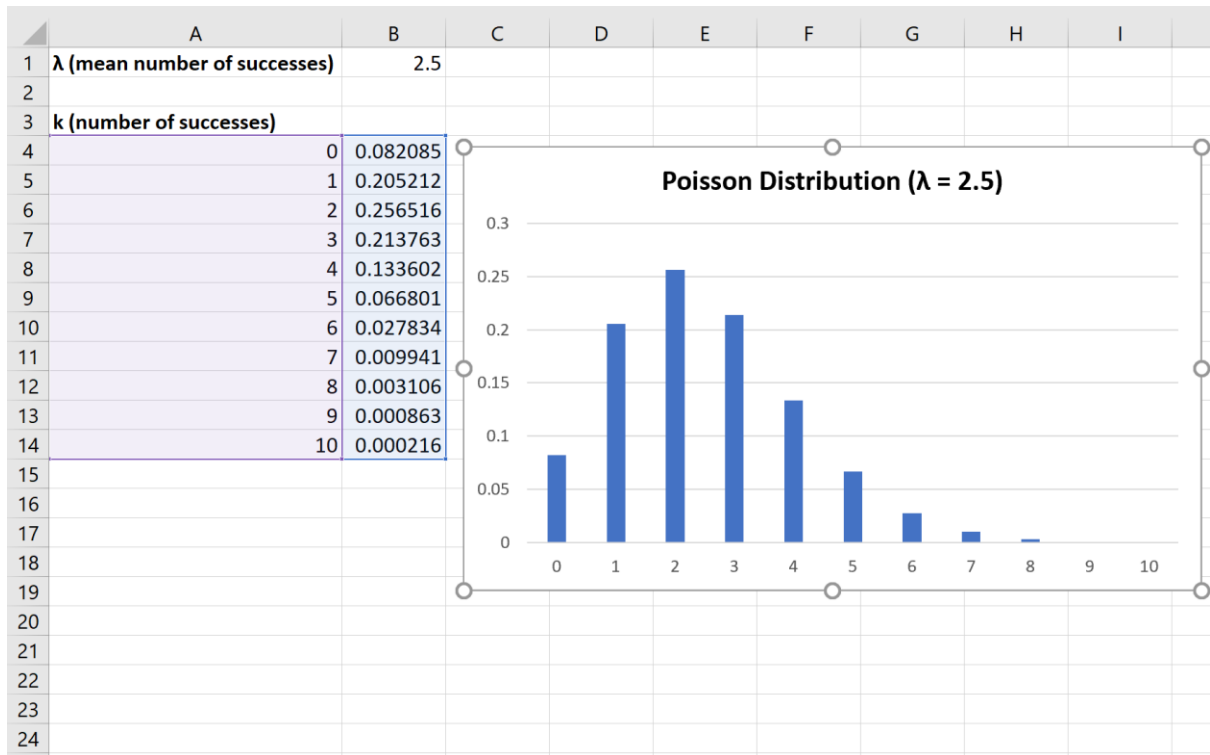 A B C D E F G H I
1 λ (mean number of successes) 2.5
2
3 k (number of successes)
4 0 0.082085
5 1 0.205212
6 2 0.256516
7 3 0.213763
8 4 0.133602
9 5 0.066801
10 6 0.027834
11 7 0.009941
12 8 0.003106
13 9 0.000863
14 10 0.000216
15
16
17
18
19
20
21
22
23
24
Poisson Distribution (λ = 2.5)
0.3
0.25
0.2
0.15
0.1
0.05
0
0 1 2 3 4 5 6 7 8 9 10